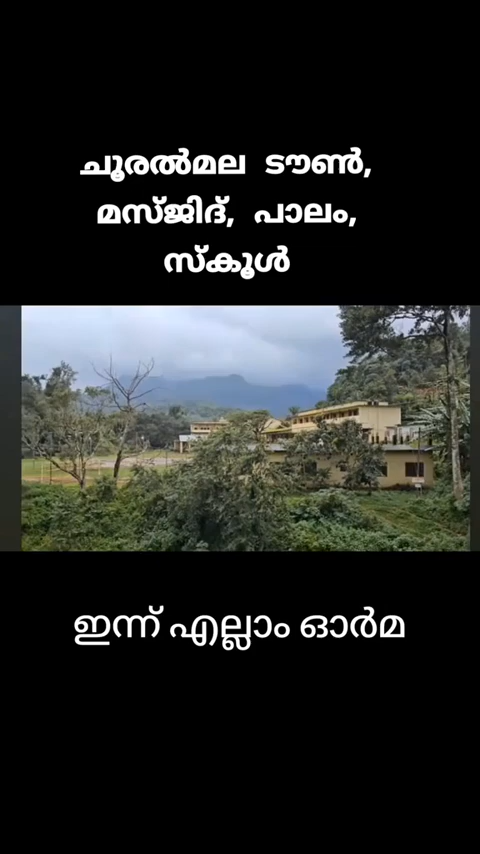 ചൂരൽമല ടൗൺ,
മസ്ജിദ്, പാലം,
സ്കൂൾ
ഇന്ന് എല്ലാം ഓർമ